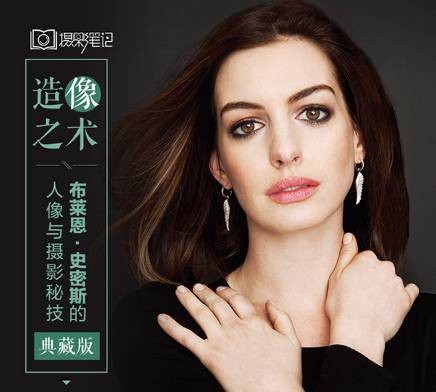 摄影笔记
造像
之术
布莱恩·史密斯的
人像与摄影秘技
典藏版